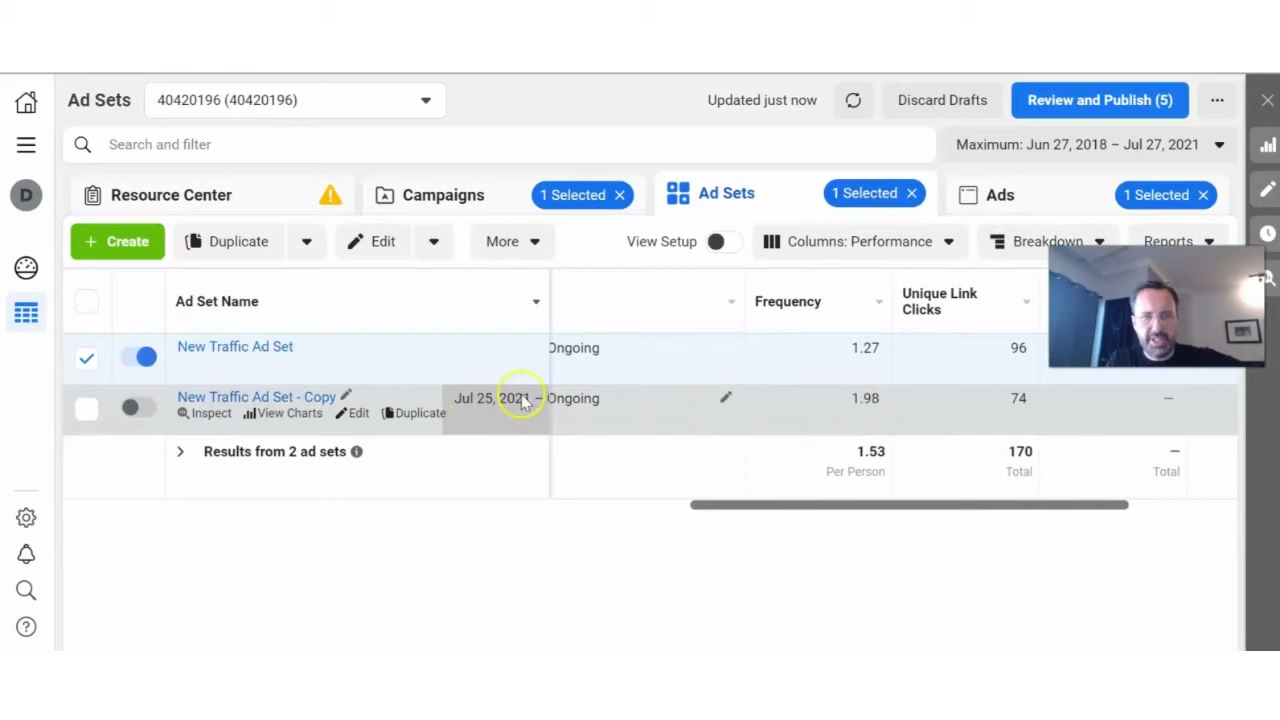 Ad Sets
40420196 (40420196)
Updated just now
Discard Drafts
Review and Publish (5)
Search and filter
Maximum: Jun 27, 2018 – Jul 27, 2021
D
Resource Center
Campaigns
1 Selected
Ad Sets
1 Selected
Ads
1 Selected
+ Create
Duplicate
Edit
More
View Setup
Columns: Performance
Breakdown
Reports
Ad Set Name
Frequency
Unique Link
Clicks
New Traffic Ad Set
Ongoing
1.27
96
New Traffic Ad Set - Copy
Jul 25, 2021 – Ongoing
1.98
74
—
Inspect
View Charts
Edit
Duplicate
Results from 2 ad sets
1.53
170
—
Per Person
Total
Total